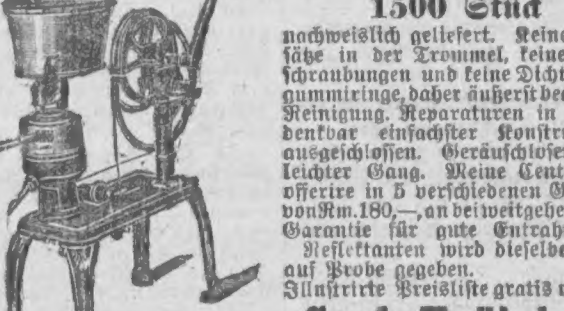 1500 Stück
nachweislich geliefert. Keine
sätze in der Trommel, keine
schraubungen und keine Dicht
gummiringe, daher äußerst be
Reinigung. Reparaturen in
denkbar einfachster Konstr
ausgeschlossen. Geräuschlose
leichter Gang. Meine Cent
offerire in 5 verschiedenen G
von Rm. 180,—, an bei weitgehe
Garantie für gute Entrah
Reflektanten wird dieselbe
auf Probe gegeben.
Illustrirte Preisliste gratis